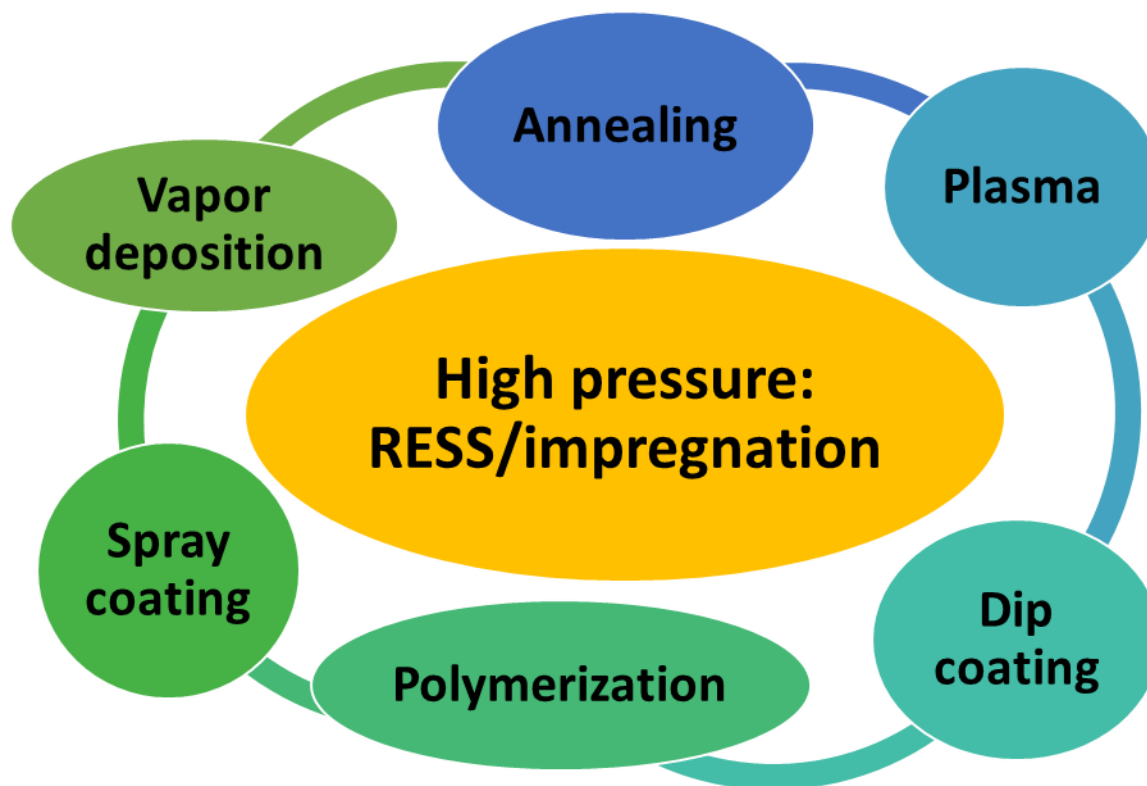 Annealing
Plasma
Vapor
deposition
High pressure:
RESS/impregnation
Spray
coating
Dip
coating
Polymerization